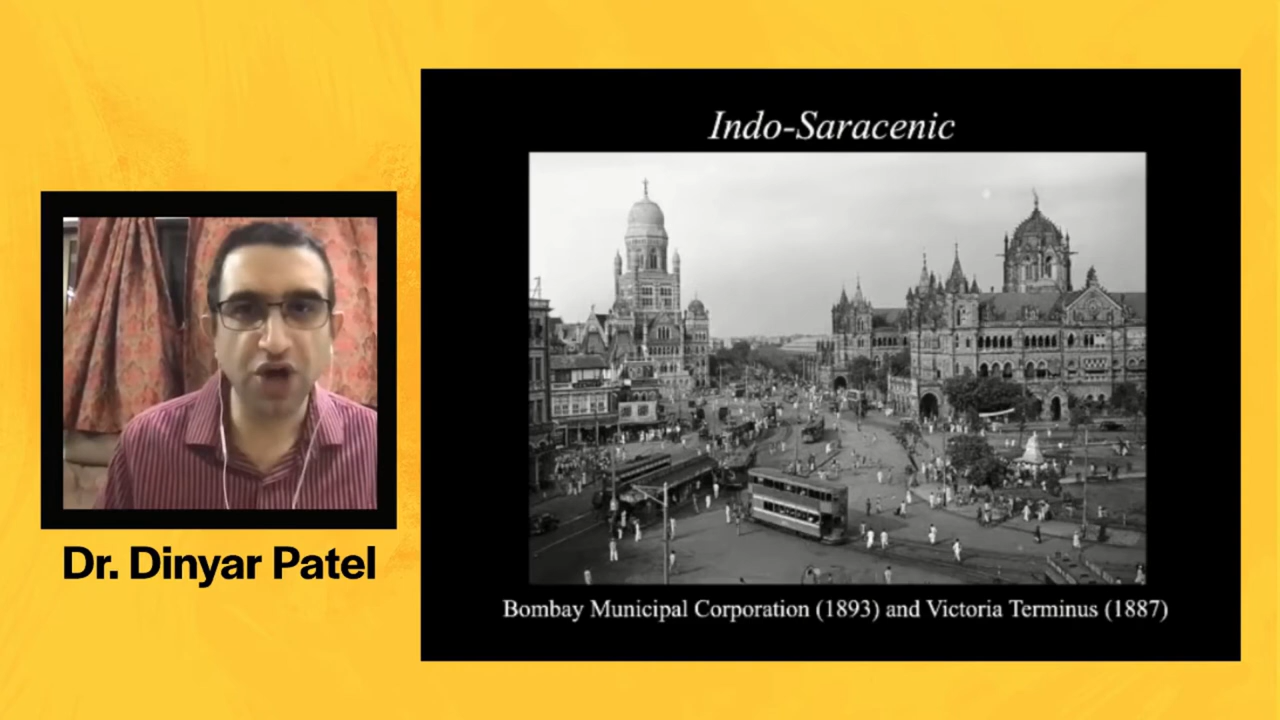 Indo-Saracenic
Bombay Municipal Corporation (1893) and Victoria Terminus (1887)
Dr. Dinyar Patel